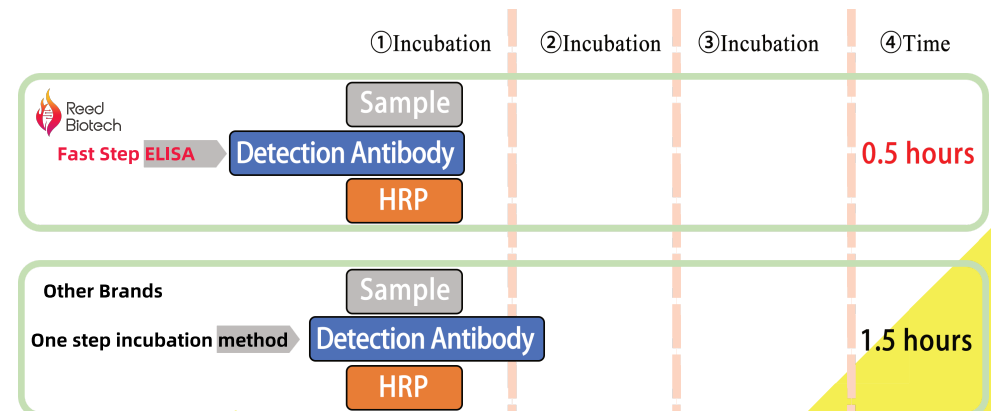 ①Incubation ②Incubation ③Incubation ④Time
Reed
Biotech
Sample
Fast Step ELISA
Detection Antibody
0.5 hours
HRP
Other Brands
Sample
One step incubation method
Detection Antibody
1.5 hours
HRP